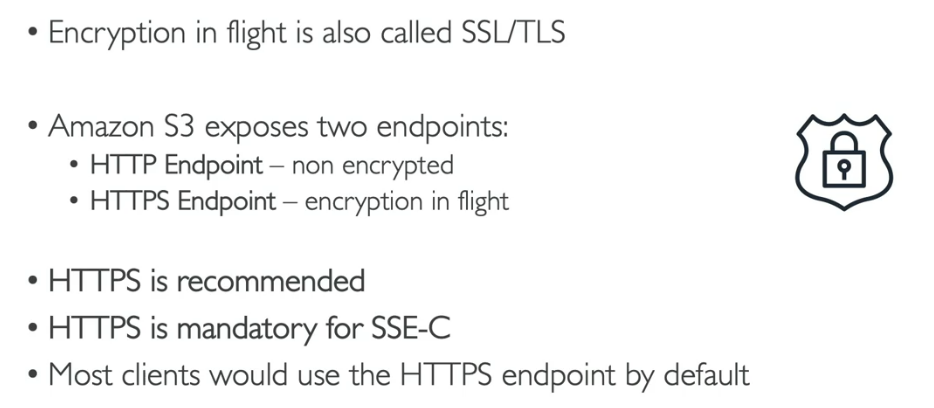 • Encryption in flight is also called SSL/TLS
• Amazon S3 exposes two endpoints:
• HTTP Endpoint – non encrypted
• HTTPS Endpoint – encryption in flight
• HTTPS is recommended
• HTTPS is mandatory for SSE-C
• Most clients would use the HTTPS endpoint by default